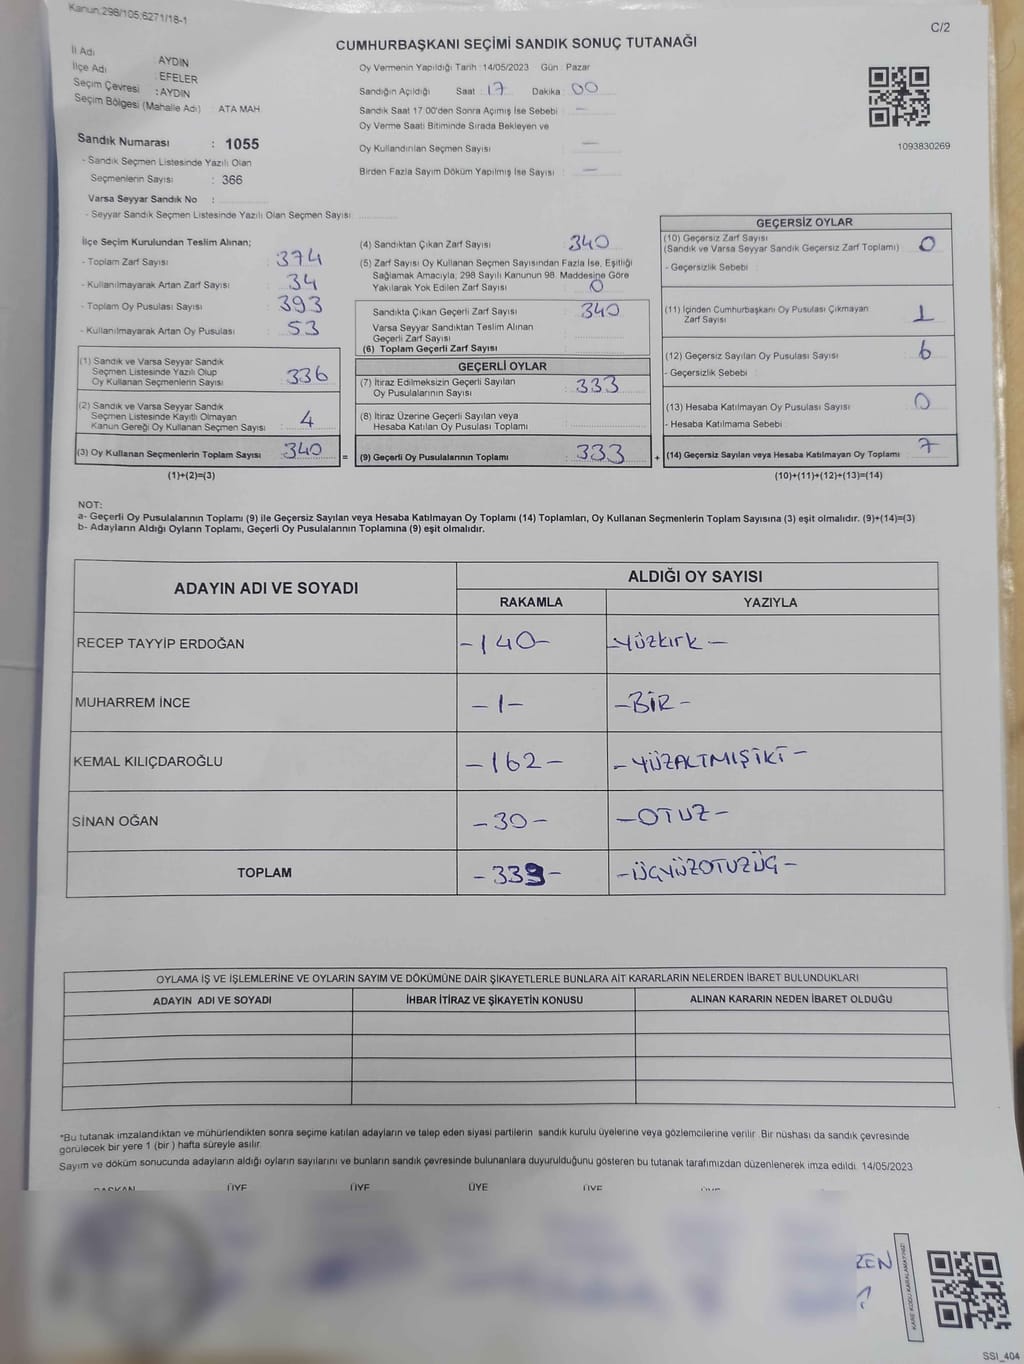 Kanun;298/105;6271/18-1
C/2
CUMHURBAŞKANI SEÇİMİ SANDIK SONUÇ TUTANAĞI
İl Adı AYDIN
İlçe Adı : EFELER
Seçim Çevresi : AYDIN
Seçim Bölgesi (Mahalle Adı) ATA MAH
Oy Vermenin Yapıldığı Tarih :14/05/2023 Gün : Pazar
Sandığın Açıldığı Saat : 17 Dakika : 00
Sandık Saat 17:00'den Sonra Açımış İse Sebebi : —
Oy Verme Saati Bitiminde Sırada Bekleyen ve
Oy Kullandırılan Seçmen Sayısı : —
Birden Fazla Sayım Döküm Yapılmış İse Sayısı : —
1093830269
Sandık Numarası : 1055
- Sandık Seçmen Listesinde Yazılı Olan
Seçmenlerin Sayısı : 366
Varsa Seyyar Sandık No :
- Seyyar Sandık Seçmen Listesinde Yazılı Olan Seçmen Sayısı:
İlçe Seçim Kurulundan Teslim Alınan;
- Toplam Zarf Sayısı : 374
- Kullanılmayarak Artan Zarf Sayısı : 34
- Toplam Oy Pusulası Sayısı : 393
- Kullanılmayarak Artan Oy Pusulası : 53
(1) Sandık ve Varsa Seyyar Sandık
Seçmen Listesinde Yazılı Olup
Oy Kullanan Seçmenlerin Sayısı : 336
(2) Sandık ve Varsa Seyyar Sandık
Seçmen Listesinde Kayıtlı Olmayan
Kanun Gereği Oy Kullanan Seçmen Sayısı : 4
(3) Oy Kullanan Seçmenlerin Toplam Sayısı : 340
(1)+(2)=(3)
=
(4) Sandıktan Çıkan Zarf Sayısı : 340
(5) Zarf Sayısı Oy Kullanan Seçmen Sayısından Fazla İse, Eşitliği
Sağlamak Amacıyla, 298 Sayılı Kanunun 98. Maddesine Göre
Yakılarak Yok Edilen Zarf Sayısı : 0
Sandıkta Çıkan Geçerli Zarf Sayısı : 340
Varsa Seyyar Sandıktan Teslim Alınan
Geçerli Zarf Sayısı :
(6) Toplam Geçerli Zarf Sayısı :
GEÇERLİ OYLAR
(7) İtiraz Edilmeksizin Geçerli Sayılan
Oy Pusulalarının Sayısı : 333
(8) İtiraz Üzerine Geçerli Sayılan veya
Hesaba Katılan Oy Pusulası Toplamı :
(9) Geçerli Oy Pusulalarının Toplamı : 333
+
GEÇERSİZ OYLAR
(10) Geçersiz Zarf Sayısı
(Sandık ve Varsa Seyyar Sandık Geçersiz Zarf Toplamı) : 0
- Geçersizlik Sebebi :
(11) İçinden Cumhurbaşkanı Oy Pusulası Çıkmayan
Zarf Sayısı 1
(12) Geçersiz Sayılan Oy Pusulası Sayısı : 6
- Geçersizlik Sebebi :
(13) Hesaba Katılmayan Oy Pusulası Sayısı : 0
- Hesaba Katılmama Sebebi :
(14) Geçersiz Sayılan veya Hesaba Katılmayan Oy Toplamı : 7
(10)+(11)+(12)+(13)=(14)
NOT:
a- Geçerli Oy Pusulalarının Toplamı (9) ile Geçersiz Sayılan veya Hesaba Katılmayan Oy Toplamı (14) Toplamları, Oy Kullanan Seçmenlerin Toplam Sayısına (3) eşit olmalıdır. (9)+(14)=(3)
b- Adayların Aldığı Oyların Toplamı, Geçerli Oy Pusulalarının Toplamına (9) eşit olmalıdır.
ADAYIN ADI VE SOYADI
ALDIĞI OY SAYISI
RAKAMLA YAZIYLA
RECEP TAYYİP ERDOĞAN -140- -Yüzkırk-
MUHARREM İNCE -1- -BİR-
KEMAL KILIÇDAROĞLU -162- -YÜZALTMIŞİKİ-
SİNAN OĞAN -30- -OTUZ-
TOPLAM -333- -ÜÇYÜZOTUZÜÇ-
OYLAMA İŞ VE İŞLEMLERİNE VE OYLARIN SAYIM VE DÖKÜMÜNE DAİR ŞİKAYETLERLE BUNLARA AİT KARARLARIN NELERDEN İBARET BULUNDUKLARI
ADAYIN ADI VE SOYADI İHBAR İTİRAZ VE ŞİKAYETİN KONUSU ALINAN KARARIN NEDEN İBARET OLDUĞU
*Bu tutanak imzalandıktan ve mühürlendikten sonra seçime katılan adayların ve talep eden siyasi partilerin sandık kurulu üyelerine veya gözlemcilerine verilir. Bir nüshası da sandık çevresinde
görülecek bir yere 1 (bir ) hafta süreyle asılır.
Sayım ve döküm sonucunda adayların aldığı oyların sayılarını ve bunların sandık çevresinde bulunanlara duyurulduğunu gösteren bu tutanak tarafımızdan düzenlenerek imza edildi. 14/05/2023
BAŞKAN ÜYE ÜYE ÜYE ÜYE
ZEN
KARE KODU KARALAMAYINIZ!
SSI_404